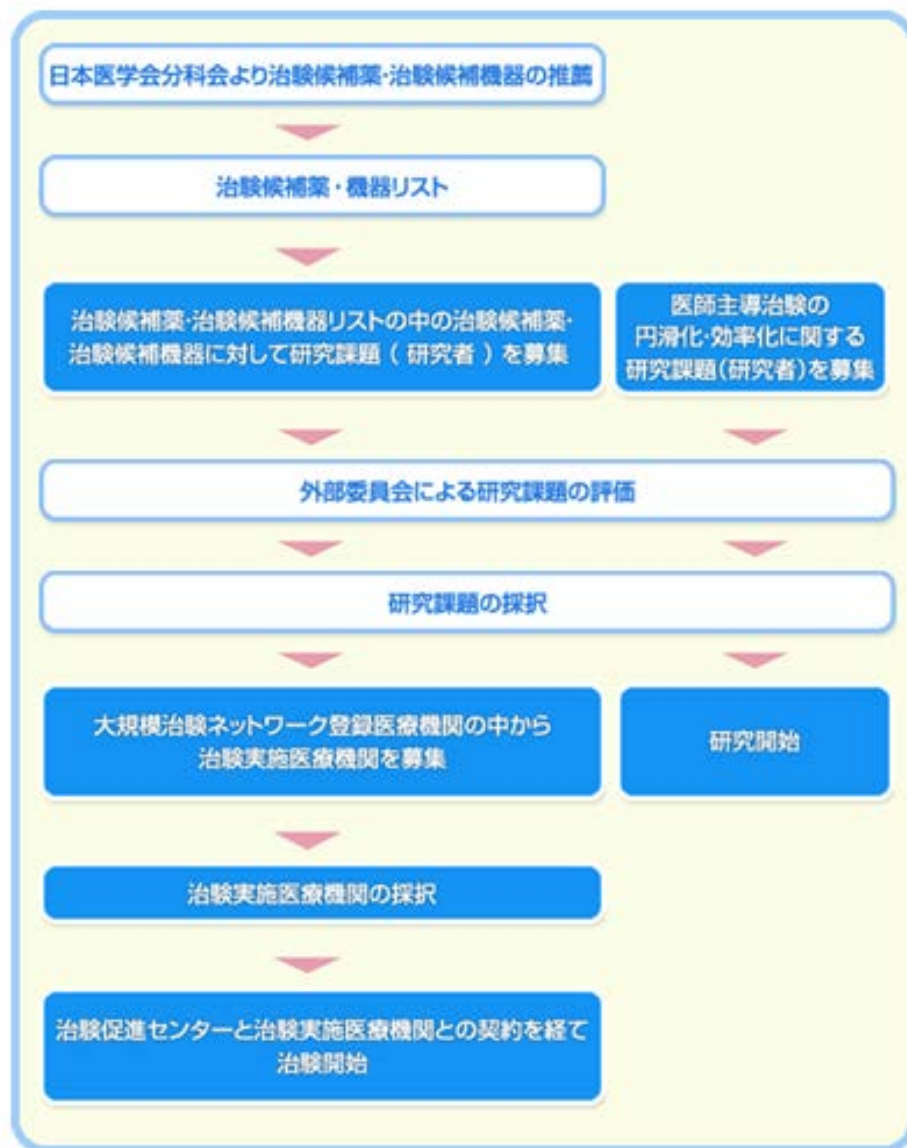 日本医学会分科会より治験候補薬・治験候補機器の推薦
治験候補薬・機器リスト
治験候補薬・治験候補機器リストの中の治験候補薬・
治験候補機器に対して研究課題（研究者）を募集
医師主導治験の
円滑化・効率化に関する
研究課題（研究者）を募集
外部委員会による研究課題の評価
研究課題の採択
大規模治験ネットワーク登録医療機関の中から
治験実施医療機関を募集
研究開始
治験実施医療機関の採択
治験促進センターと治験実施医療機関との契約を経て
治験開始